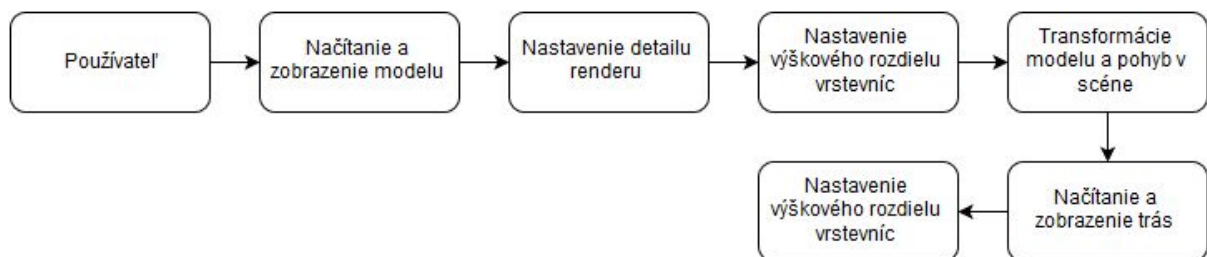 Používateľ
Načítanie a
zobrazenie modelu
Nastavenie detailu
renderu
Nastavenie
výškového rozdielu
vrstevníc
Transformácie
modelu a pohyb v
scéne
Načítanie a
zobrazenie trás
Nastavenie
výškového rozdielu
vrstevníc